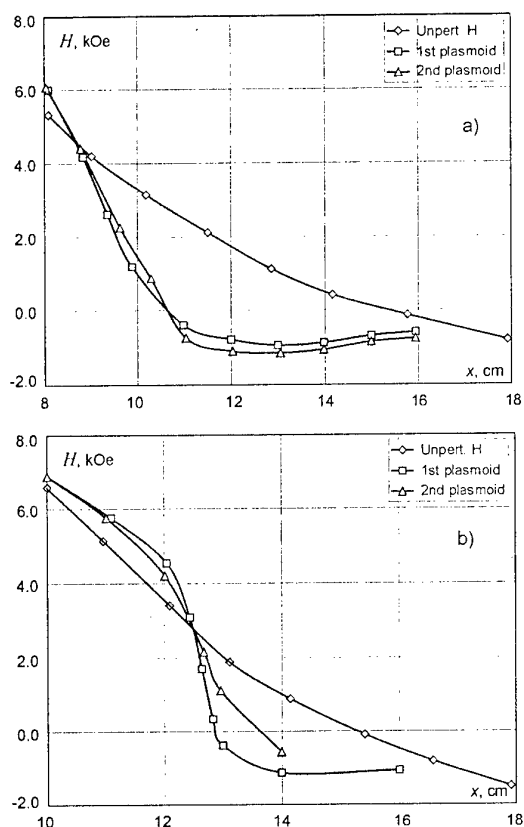 H, kOe
Unpert. H
1st plasmoid
2nd plasmoid
a)
8.0
6.0
4.0
2.0
0.0
-2.0
x, cm
8 10 12 14 16 18
H, kOe
Unpert. H
1st plasmoid
2nd plasmoid
b)
8.0
6.0
4.0
2.0
0.0
-2.0
x, cm
10 12 14 16 18